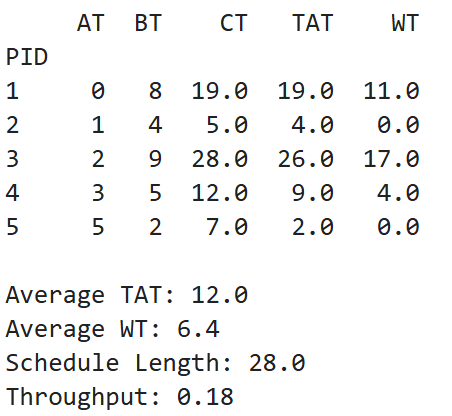 AT BT CT TAT WT
PID
1 0 8 19.0 19.0 11.0
2 1 4 5.0 4.0 0.0
3 2 9 28.0 26.0 17.0
4 3 5 12.0 9.0 4.0
5 5 2 7.0 2.0 0.0
Average TAT: 12.0
Average WT: 6.4
Schedule Length: 28.0
Throughput: 0.18